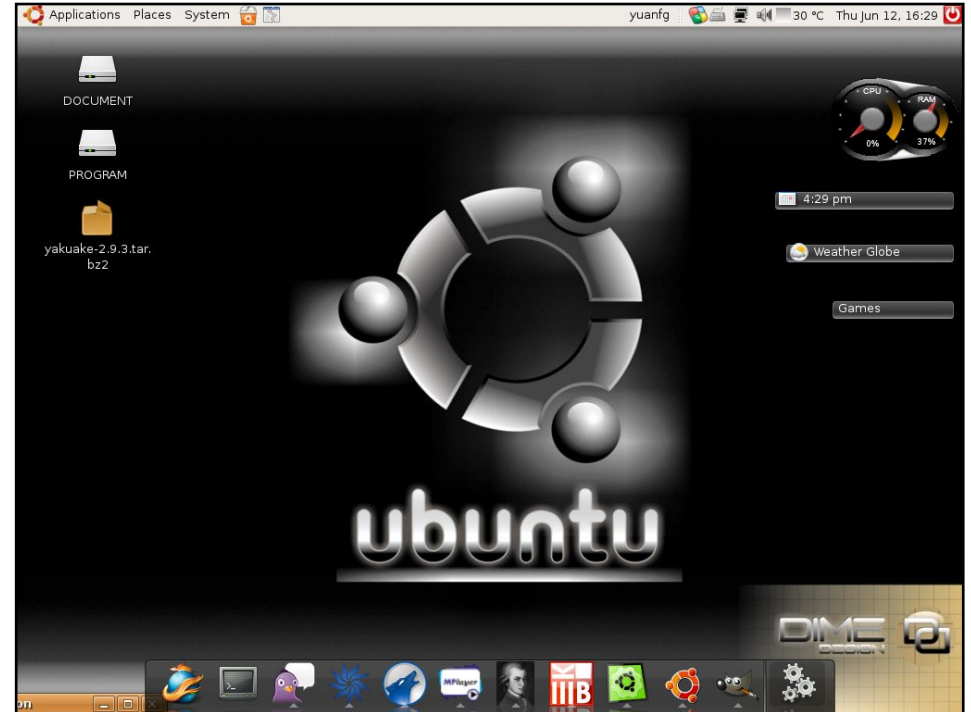 Applications Places System
yuanfg
30 °C Thu Jun 12, 16:29
DOCUMENT
PROGRAM
yakuake-2.9.3.tar.
bz2
CPU
RAM
0%
37%
4:29 pm
Weather Globe
Games
ubuntu
DIME
DESIGN
MPlayer
on